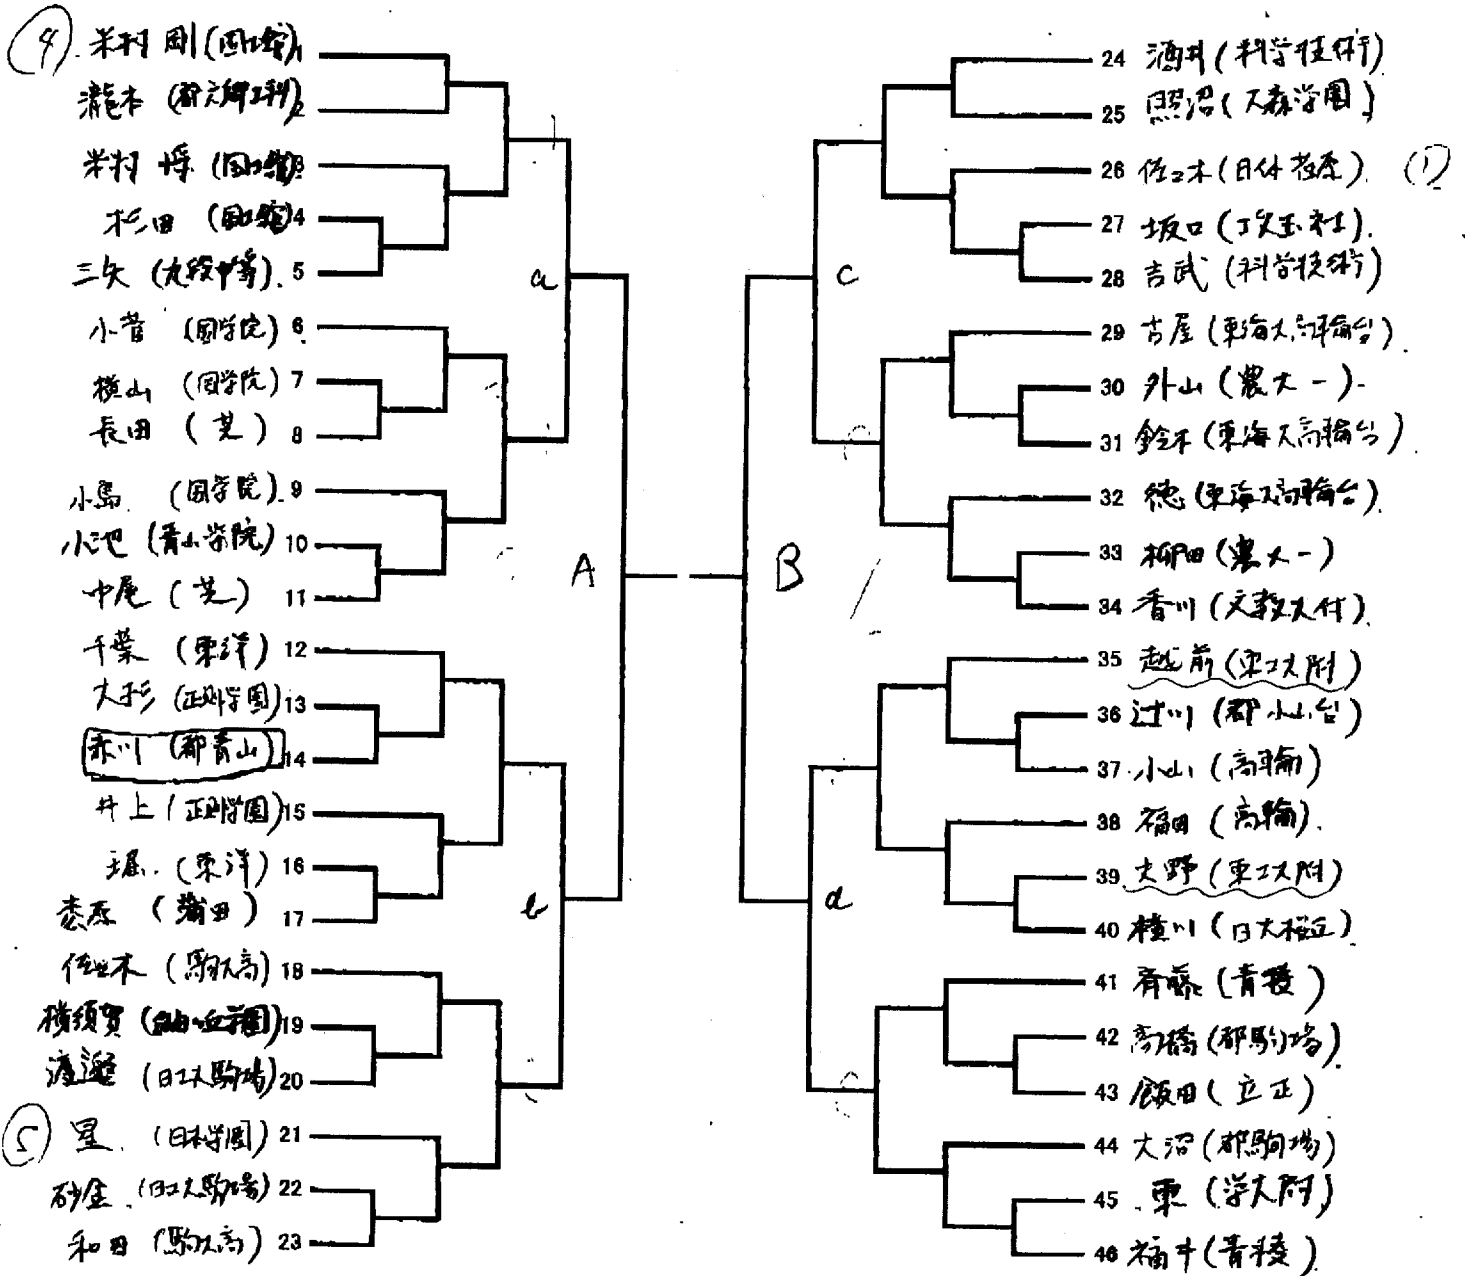 ④ 米村 剛 1
瀧本 (都六郷工科) 2
米村 3
杉田 4
三矢 (九段中等) 5
小菅 (国学院) 6
横山 (国学院) 7
長田 (芝) 8
小島 (国学院) 9
小池 (青山学院) 10
中尾 (芝) 11
千葉 (東洋) 12
大杉 (正則学園) 13
赤川 (都青山) 14
井上 (正則学園) 15
堀 (東洋) 16
(蒲田) 17
佐々木 (駒大高) 18
横須賀 19
渡邉 (日工大駒場) 20
⑤ 星 (日本学園) 21
砂金 (日工大駒場) 22
和田 (駒大高) 23
a
b
A
B
c
d
24 酒井 (科学技術)
25 照沼 (大森学園)
26 佐々木 (日体荏原) ①
27 坂口 (攻玉社)
28 吉武 (科学技術)
29 古屋 (東海大高輪台)
30 外山 (農大一)
31 鈴木 (東海大高輪台)
32 徳 (東海大高輪台)
33 柳田 (農大一)
34 香川 (文教大付)
35 越前 (東工大附)
36 辻川 (都小山台)
37 小山 (高輪)
38 福田 (高輪)
39 大野 (東工大附)
40 横川 (日大桜丘)
41 斉藤 (青稜)
42 高橋 (都駒場)
43 飯田 (立正)
44 大沼 (都駒場)
45 東 (学大附)
46 福井 (青稜)